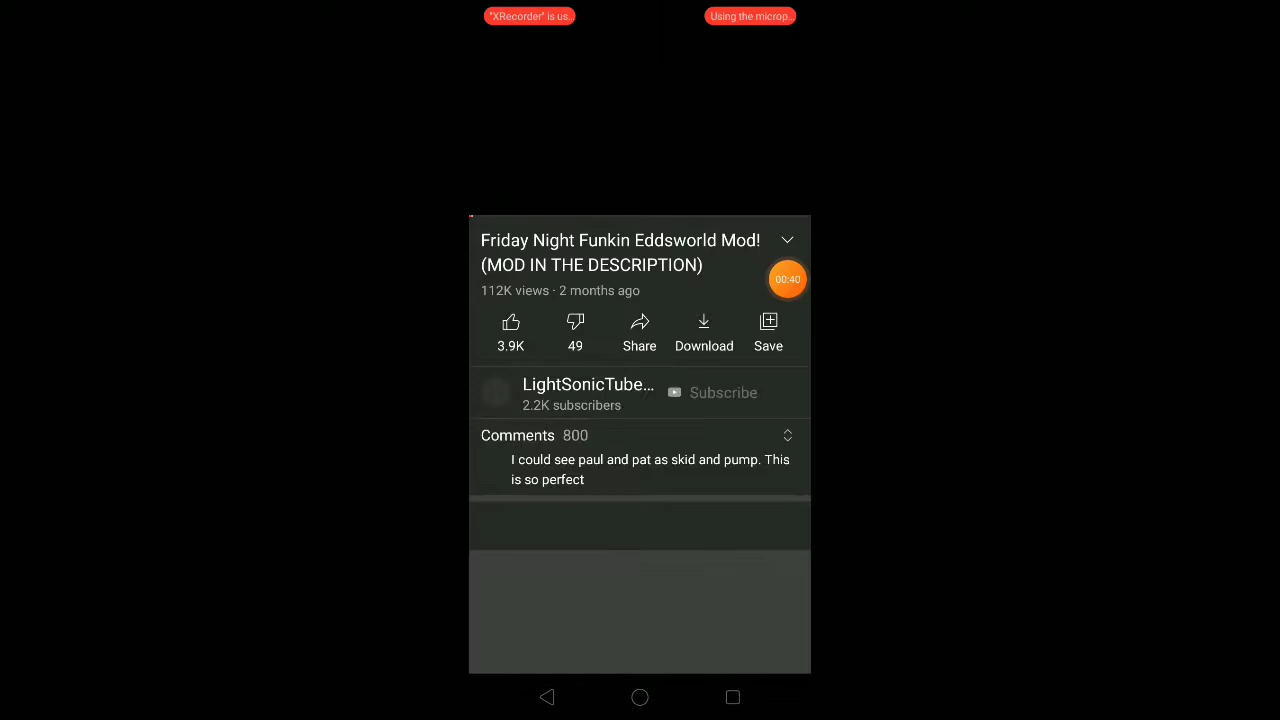 "XRecorder" is us...
Using the microp...
Friday Night Funkin Eddsworld Mod!
(MOD IN THE DESCRIPTION)
00:40
112K views · 2 months ago
3.9K
49
Share
Download
Save
LightSonicTube...
Subscribe
2.2K subscribers
Comments 800
I could see paul and pat as skid and pump. This
is so perfect